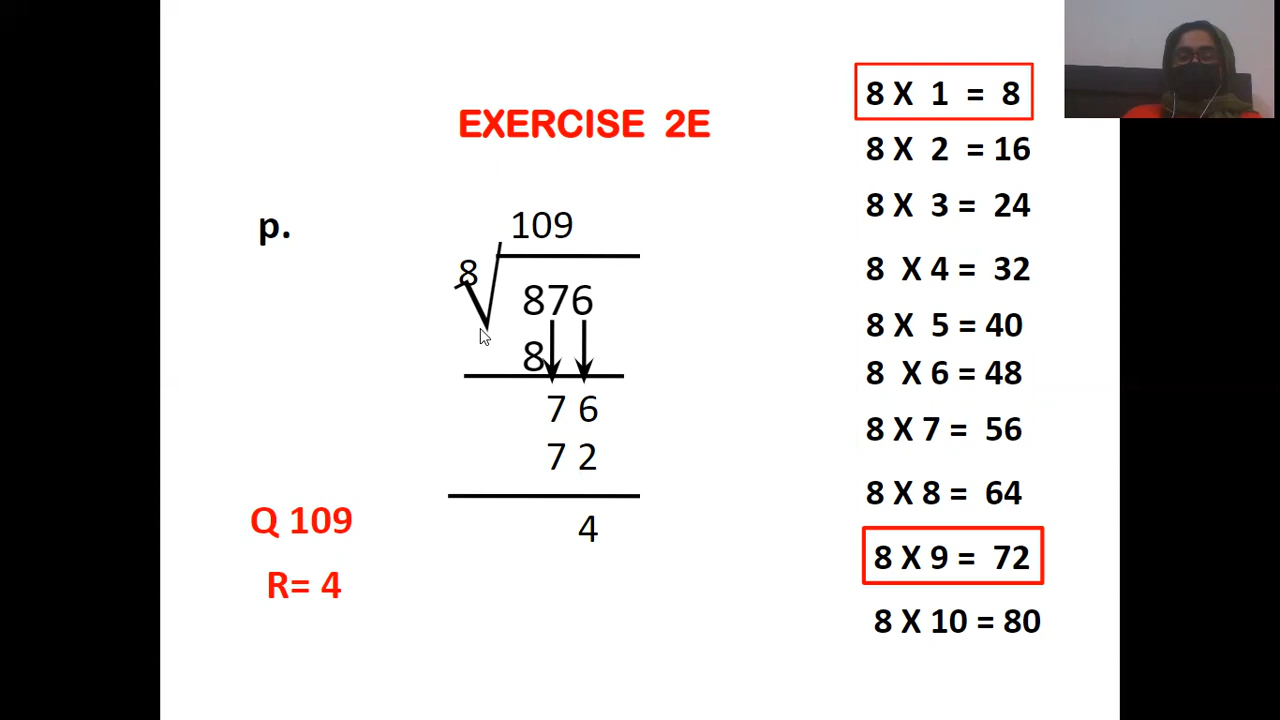 EXERCISE 2E
p.
109
8
876
8
7 6
7 2
4
Q 109
R= 4
8 X 1 = 8
8 X 2 = 16
8 X 3 = 24
8 X 4 = 32
8 X 5 = 40
8 X 6 = 48
8 X 7 = 56
8 X 8 = 64
8 X 9 = 72
8 X 10 = 80